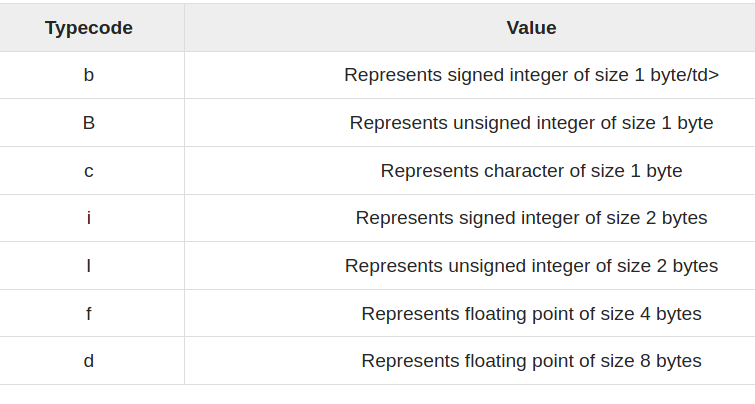 Typecode Value
b Represents signed integer of size 1 byte/td>
B Represents unsigned integer of size 1 byte
c Represents character of size 1 byte
i Represents signed integer of size 2 bytes
I Represents unsigned integer of size 2 bytes
f Represents floating point of size 4 bytes
d Represents floating point of size 8 bytes